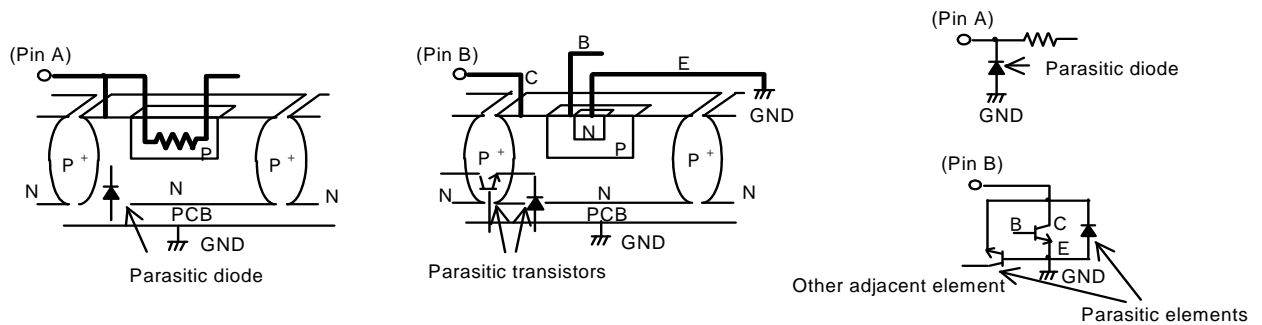 (Pin A)
P +
P
P +
N
N
N
PCB
GND
Parasitic diode
(Pin B)
B
C
E
GND
N
P
P +
P +
N
N
N
PCB
GND
Parasitic transistors
(Pin A)
Parasitic diode
GND
(Pin B)
B
C
E
GND
Other adjacent element
Parasitic elements